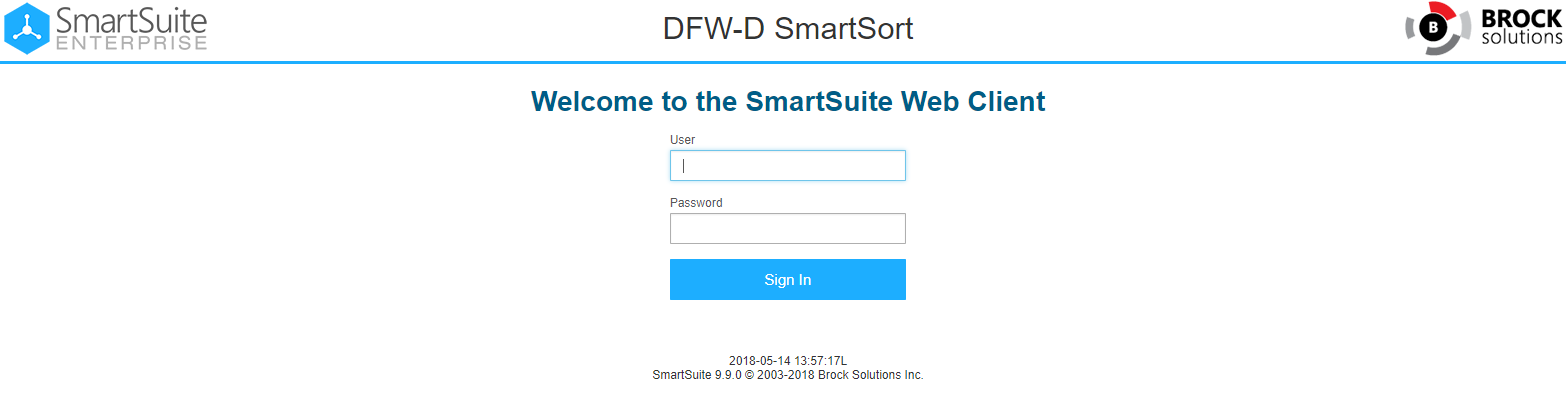 SmartSuite
ENTERPRISE
DFW-D SmartSort
B
BROCK
solutions
Welcome to the SmartSuite Web Client
User
Password
Sign In
2018-05-14 13:57:17L
SmartSuite 9.9.0 © 2003-2018 Brock Solutions Inc.